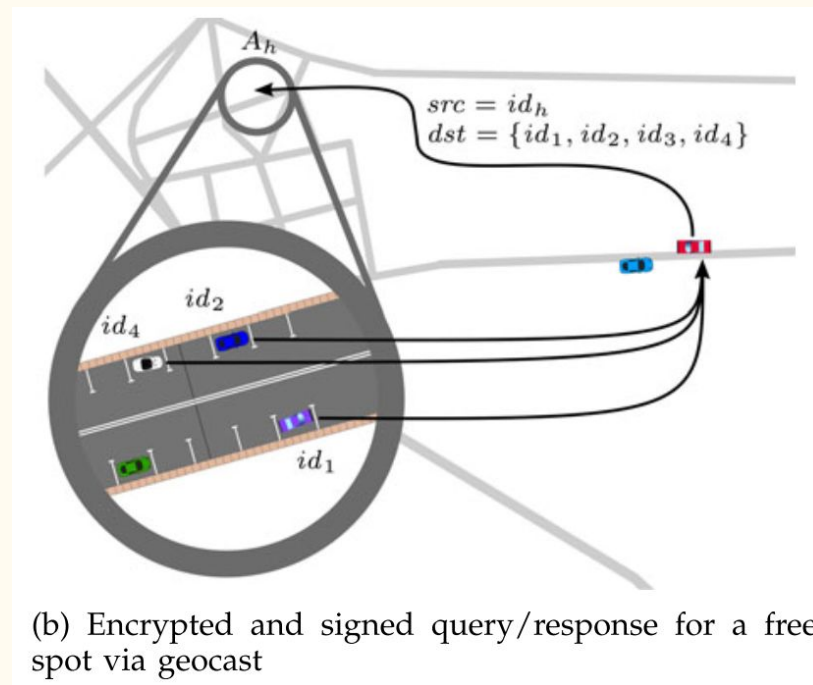 A_h
src = id_h
dst = {id_1, id_2, id_3, id_4}
id_2
id_4
id_1
(b) Encrypted and signed query/response for a free
spot via geocast